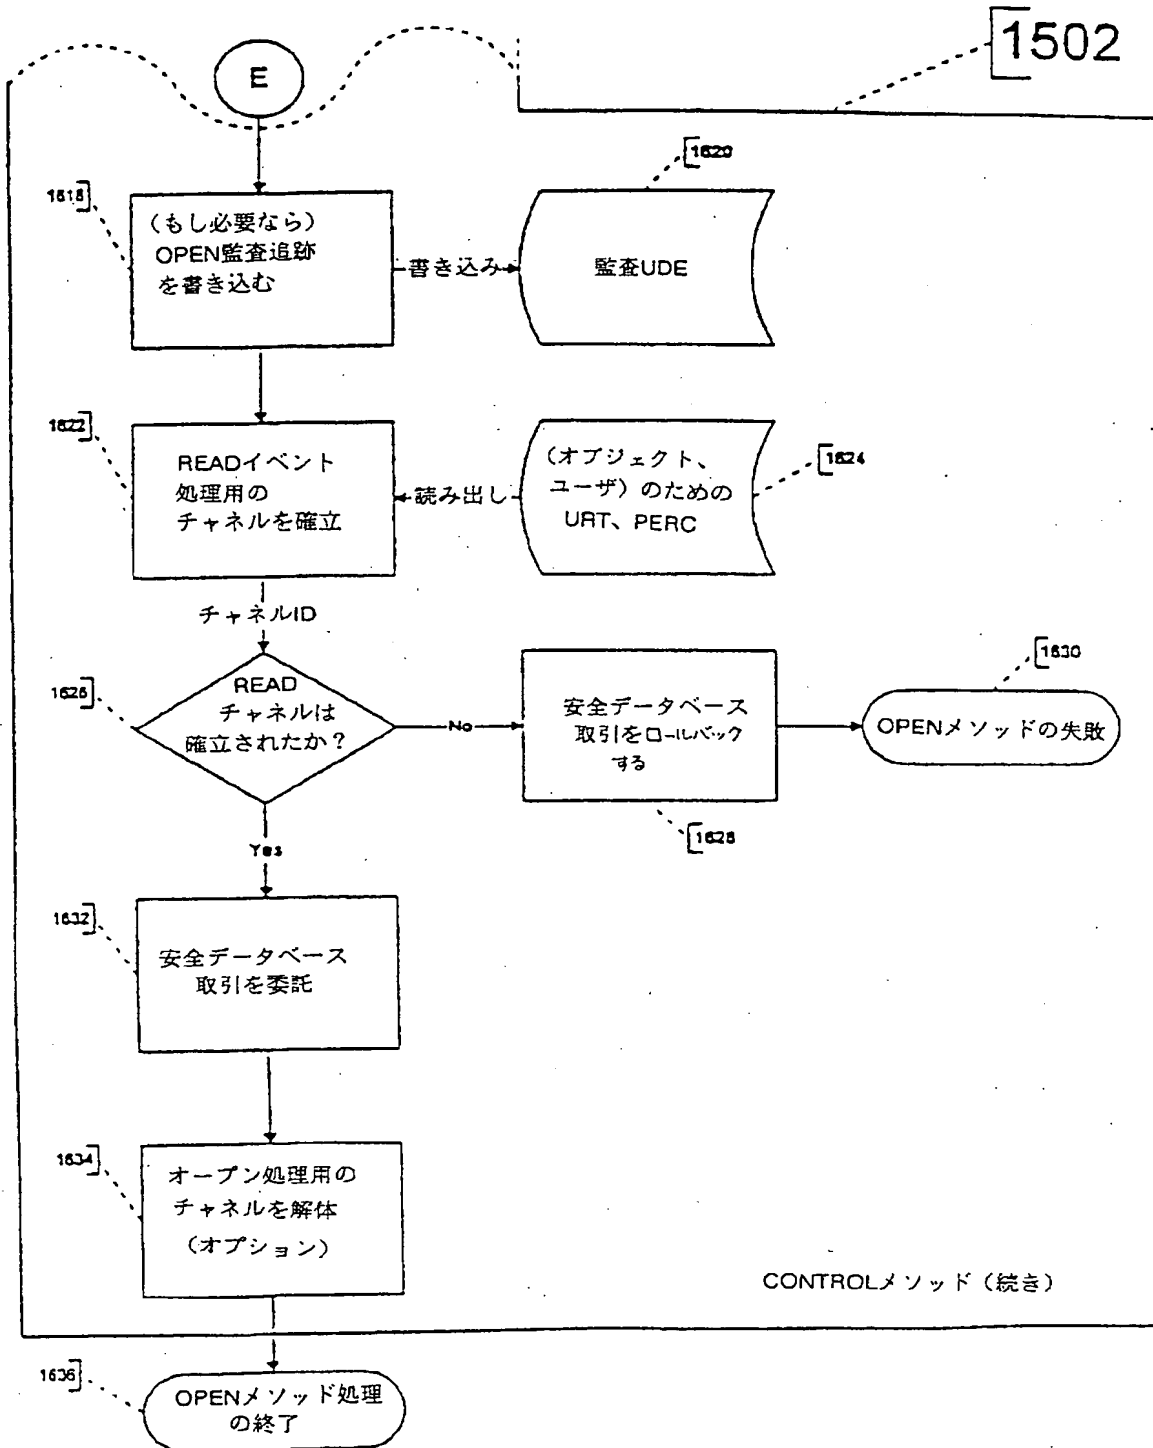 1502
E
1618
(もし必要なら)
OPEN監査追跡
を書き込む
書き込み
1620
監査UDE
1622
READイベント
処理用の
チャネルを確立
読み出し
(オブジェクト、
ユーザ)のための
URT、PERC
1624
チャネルID
1626
READ
チャネルは
確立されたか?
No
安全データベース
取引をロールバック
する
1628
1630
OPENメソッドの失敗
Yes
1632
安全データベース
取引を委託
1634
オープン処理用の
チャネルを解体
(オプション)
CONTROLメソッド(続き)
1636
OPENメソッド処理
の終了